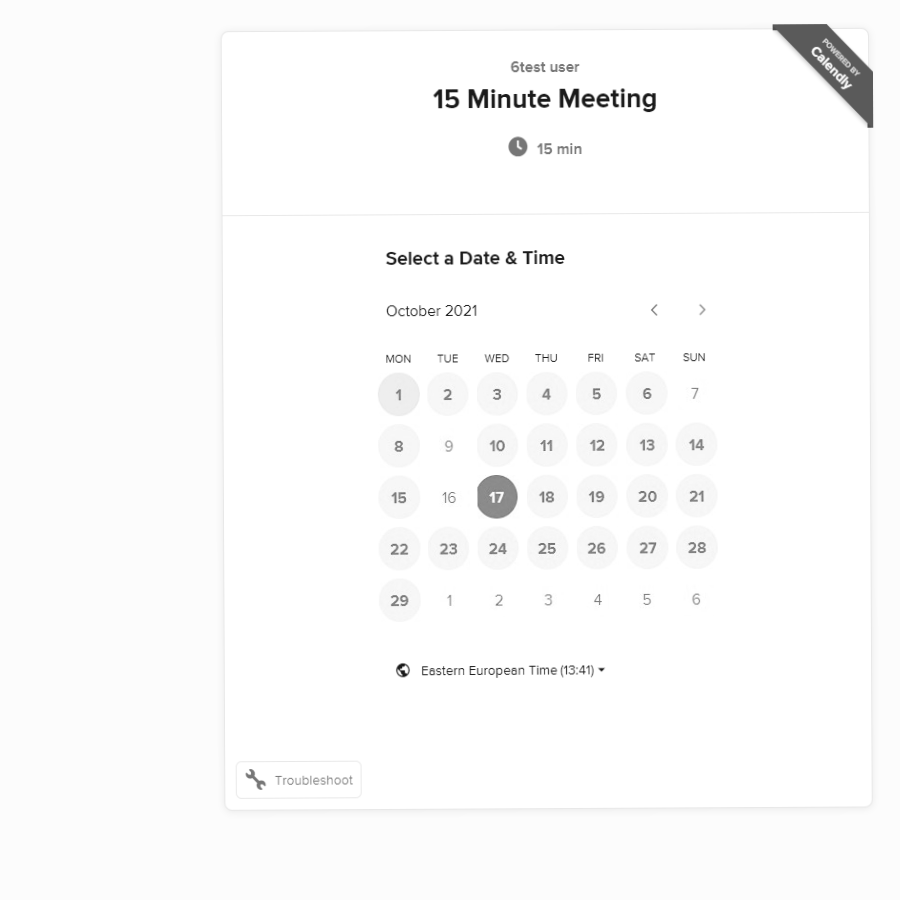 POWERED BY
Calendly
6test user
15 Minute Meeting
15 min
Select a Date & Time
October 2021
MON TUE WED THU FRI SAT SUN
1 2 3 4 5 6 7
8 9 10 11 12 13 14
15 16 17 18 19 20 21
22 23 24 25 26 27 28
29 1 2 3 4 5 6
Eastern European Time (13:41)
Troubleshoot